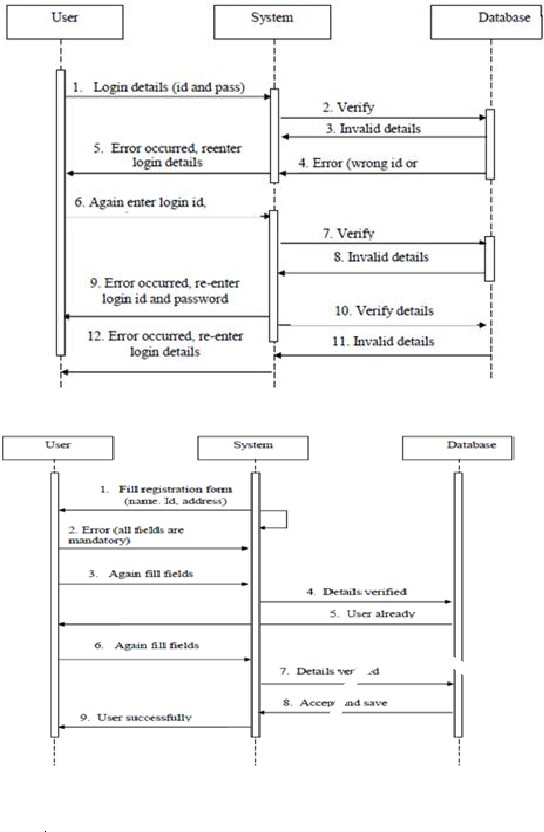 User
System
Database
1. Login details (id and pass)
2. Verify
3. Invalid details
5. Error occurred, reenter
login details
4. Error (wrong id or
6. Again enter login id,
7. Verify
8. Invalid details
9. Error occurred, re-enter
login id and password
10. Verify details
12. Error occurred, re-enter
login details
11. Invalid details
User
System
Database
1. Fill registration form
(name. Id, address)
2. Error (all fields are
mandatory)
3. Again fill fields
4. Details verified
5. User already
6. Again fill fields
7. Details
8. Accept and save
9. User successfully